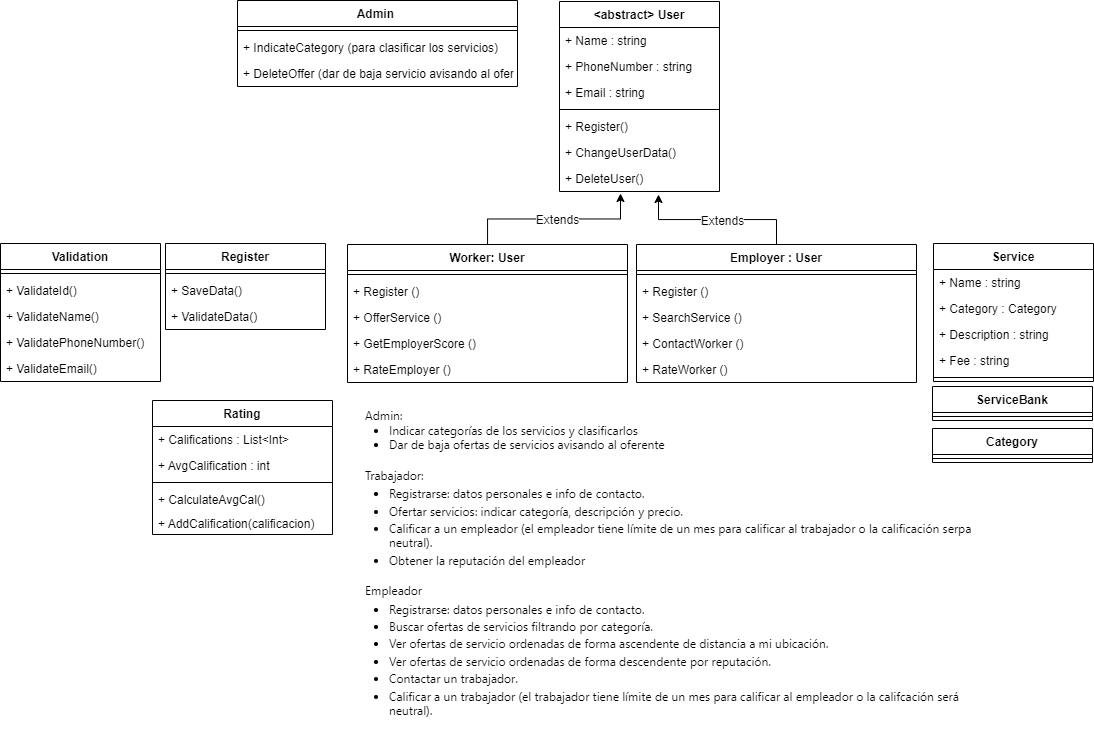 Admin
+ IndicateCategory (para clasificar los servicios)
+ DeleteOffer (dar de baja servicio avisando al ofer
<abstract> User
+ Name : string
+ PhoneNumber : string
+ Email : string
+ Register()
+ ChangeUserData()
+ DeleteUser()
Extends
Extends
Validation
+ ValidateId()
+ ValidateName()
+ ValidatePhoneNumber()
+ ValidateEmail()
Register
+ SaveData()
+ ValidateData()
Worker: User
+ Register ()
+ OfferService ()
+ GetEmployerScore ()
+ RateEmployer ()
Employer : User
+ Register ()
+ SearchService ()
+ ContactWorker ()
+ RateWorker ()
Service
+ Name : string
+ Category : Category
+ Description : string
+ Fee : string
ServiceBank
Category
Rating
+ Califications : List<Int>
+ AvgCalification : int
+ CalculateAvgCal()
+ AddCalification(calificacion)
Admin:
• Indicar categorías de los servicios y clasificarlos
• Dar de baja ofertas de servicios avisando al oferente
Trabajador:
• Registrarse: datos personales e info de contacto.
• Ofertar servicios: indicar categoría, descripción y precio.
• Calificar a un empleador (el empleador tiene límite de un mes para calificar al trabajador o la calificación serpa
neutral).
• Obtener la reputación del empleador
Empleador
• Registrarse: datos personales e info de contacto.
• Buscar ofertas de servicios filtrando por categoría.
• Ver ofertas de servicio ordenadas de forma ascendente de distancia a mi ubicación.
• Ver ofertas de servicio ordenadas de forma descendente por reputación.
• Contactar un trabajador.
• Calificar a un trabajador (el trabajador tiene límite de un mes para calificar al empleador o la califcación será
neutral).